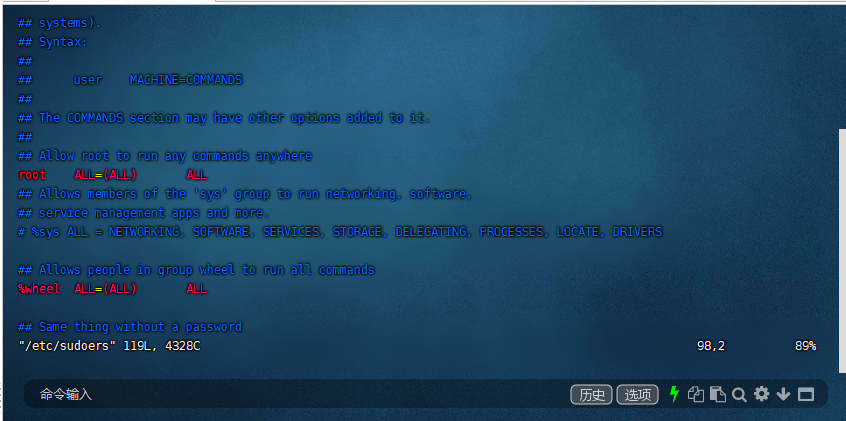 ## systems).
## Syntax:
##
##      user    MACHINE=COMMANDS
##
## The COMMANDS section may have other options added to it.
##
## Allow root to run any commands anywhere
root    ALL=(ALL)       ALL
## Allows members of the 'sys' group to run networking, software,
## service management apps and more.
# %sys ALL = NETWORKING, SOFTWARE, SERVICES, STORAGE, DELEGATING, PROCESSES, LOCATE, DRIVERS
## Allows people in group wheel to run all commands
%wheel  ALL=(ALL)       ALL
## Same thing without a password
"/etc/sudoers" 119L, 4328C 98,2 89%
命令输入 历史 选项